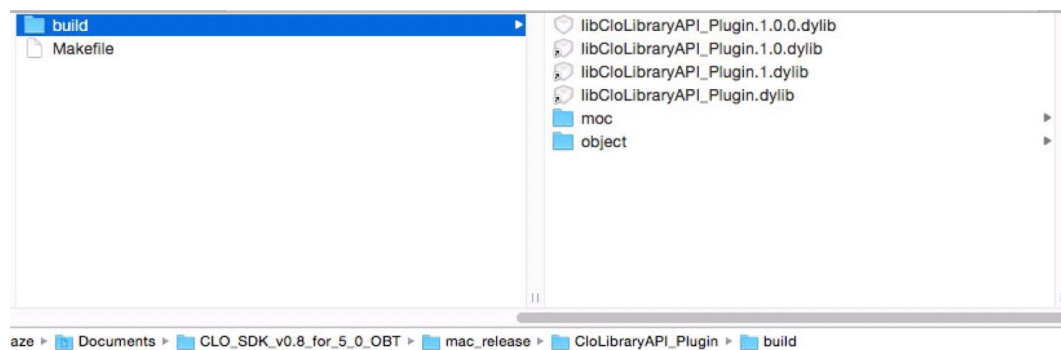 build
Makefile
libCloLibraryAPI_Plugin.1.0.0.dylib
libCloLibraryAPI_Plugin.1.0.dylib
libCloLibraryAPI_Plugin.1.dylib
libCloLibraryAPI_Plugin.dylib
moc
object
aze ▸ Documents ▸ CLO_SDK_v0.8_for_5_0_OBT ▸ mac_release ▸ CloLibraryAPI_Plugin ▸ build